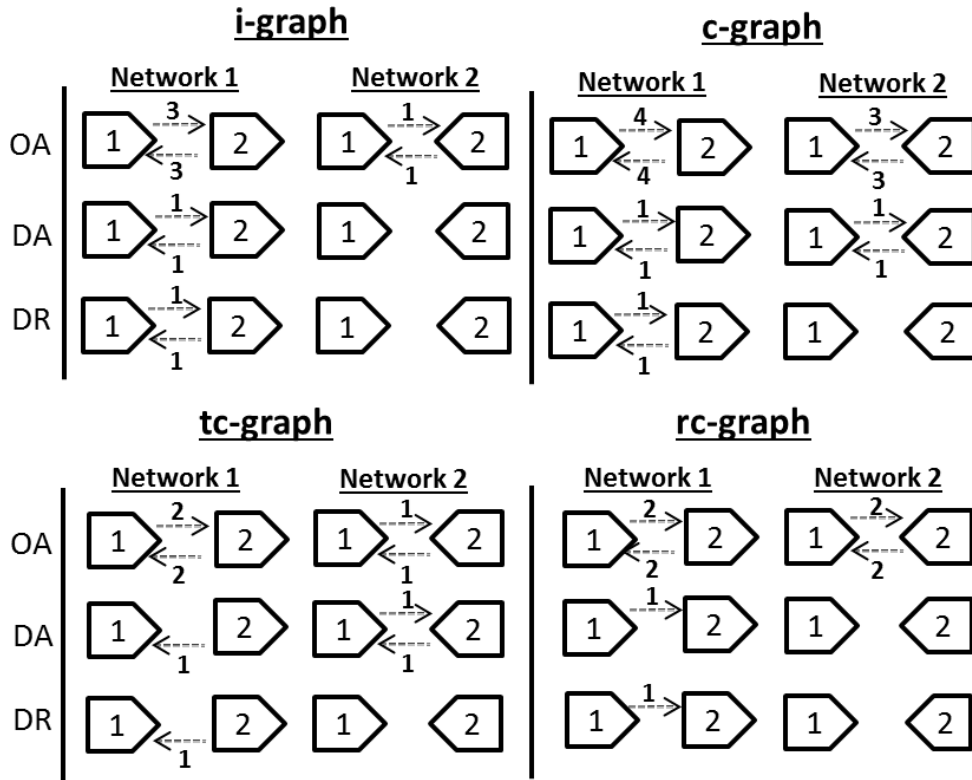 i-graph
Network 1 Network 2
3 1
OA 1 2 1 2
3 1
1
DA 1 2 1 2
1
1
DR 1 2 1 2
1
c-graph
Network 1 Network 2
4 3
1 2 1 2
4 3
1 1
1 2 1 2
1 1
1
1 2 1 2
1
tc-graph
Network 1 Network 2
2 1
OA 1 2 1 2
2 1
1
DA 1 2 1 2
1 1
DR 1 2 1 2
1
rc-graph
Network 1 Network 2
2 2
1 2 1 2
2 2
1
1 2 1 2
1
1 2 1 2